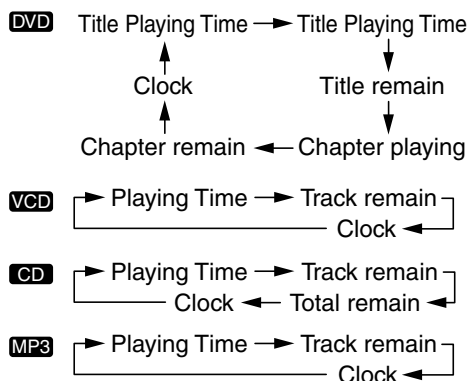 DVD Title Playing Time Title Playing Time
Clock Title remain
Chapter remain Chapter playing
VCD Playing Time Track remain
Clock
CD Playing Time Track remain
Clock Total remain
MP3 Playing Time Track remain
Clock